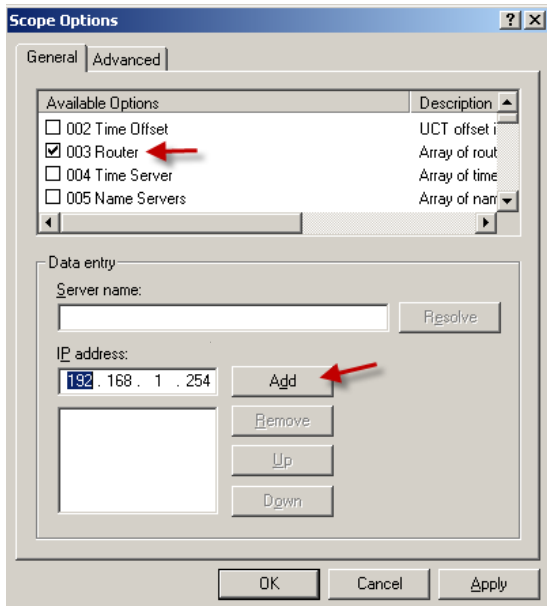 Scope Options
General Advanced
Available Options Description
002 Time Offset UCT offset i
003 Router Array of rout
004 Time Server Array of time
005 Name Servers Array of nam
Data entry
Server name:
Resolve
IP address:
192 . 168 . 1 . 254 Add
Remove
Up
Down
OK Cancel Apply